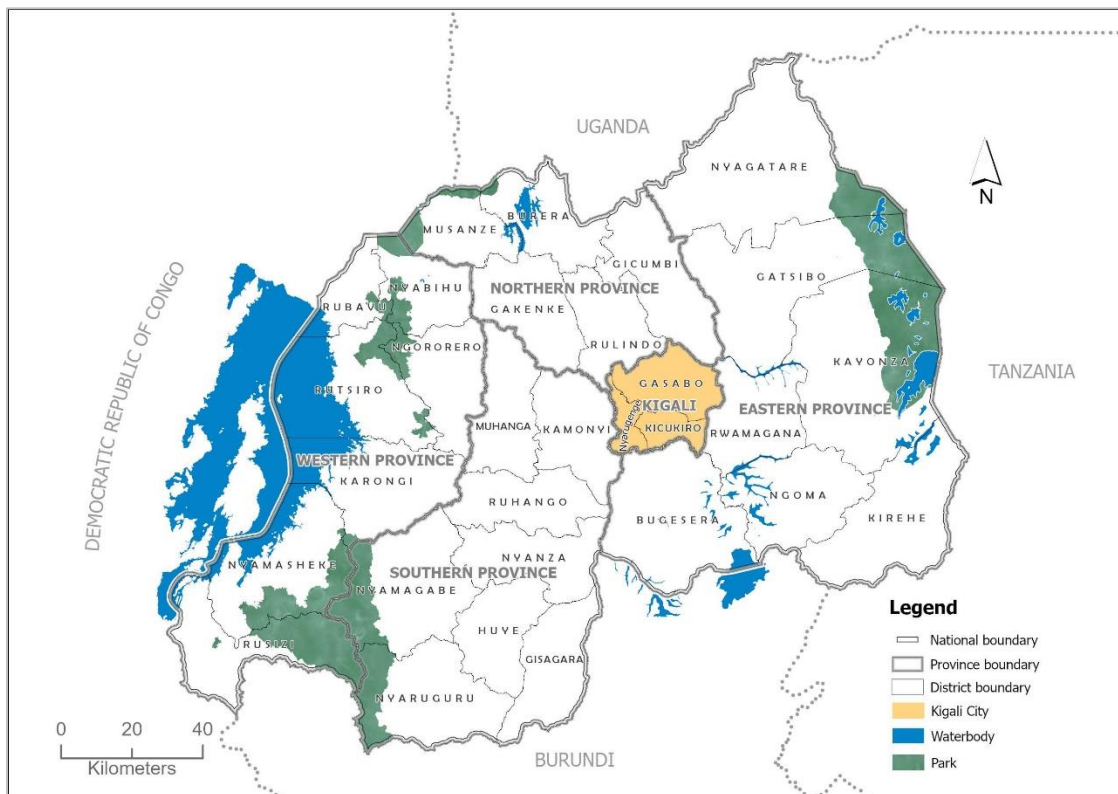 UGANDA
NYAGATARE
N
BURERA
MUSANZE
GICUMBI
GATSIBO
NYABIHU
NORTHERN PROVINCE
RUBAVU
GAKENKE
DEMOCRATIC REPUBLIC OF CONGO
NGORORERO
RULINDO
KAYONZA
TANZANIA
RUTSIRO
GASABO
KIGALI
EASTERN PROVINCE
Nyarugenge
KICUKIRO
MUHANGA
KAMONYI
RWAMAGANA
WESTERN PROVINCE
KARONGI
RUHANGO
NGOMA
BUGESERA
KIREHE
NYANZA
NYAMASHEKE
SOUTHERN PROVINCE
NYAMAGABE
HUYE
RUSIZI
GISAGARA
NYARUGURU
BURUNDI
0 20 40
Kilometers
Legend
National boundary
Province boundary
District boundary
Kigali City
Waterbody
Park